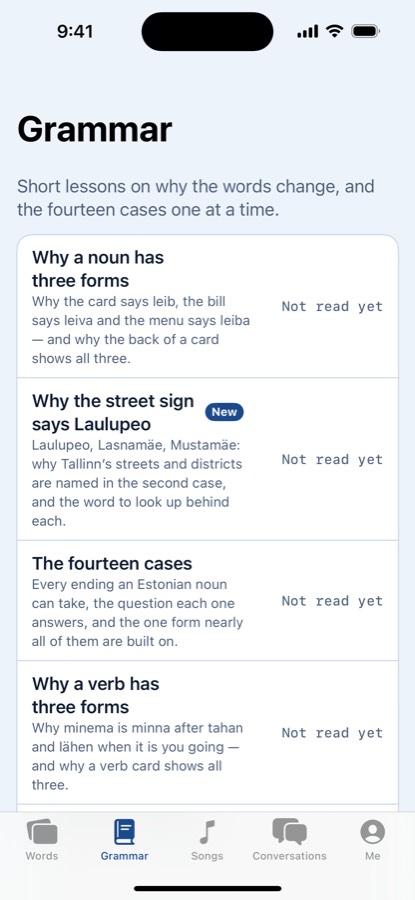 9:41
Grammar
Short lessons on why the words change, and
the fourteen cases one at a time.
Why a noun has
three forms
Why the card says leib, the bill
says leiva and the menu says leiba
— and why the back of a card
shows all three.
Not read yet
Why the street sign
says Laulupeo
New
Laulupeo, Lasnamäe, Mustamäe:
why Tallinn's streets and districts
are named in the second case,
and the word to look up behind
each.
Not read yet
The fourteen cases
Every ending an Estonian noun
can take, the question each one
answers, and the one form nearly
all of them are built on.
Not read yet
Why a verb has
three forms
Why minema is minna after tahan
and lähen when it is you going —
and why a verb card shows all
three.
Not read yet
Words
Grammar
Songs
Conversations
Me